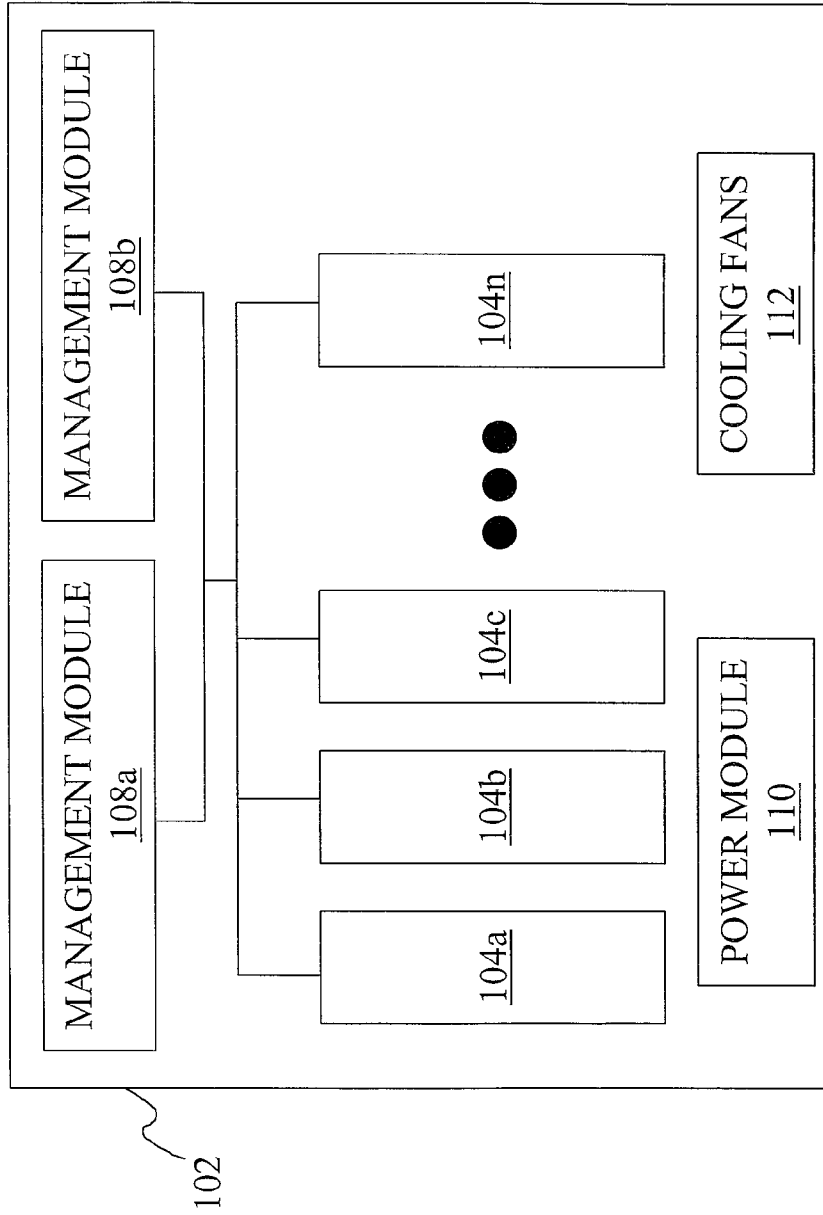 MANAGEMENT MODULE
108a
MANAGEMENT MODULE
108b
104a
104b
104c
104n
POWER MODULE
110
COOLING FANS
112
102